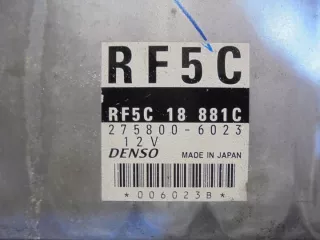 RF5C
RF5C 18 881C
275800-6023
12V
DENSO MADE IN JAPAN
*006023B*